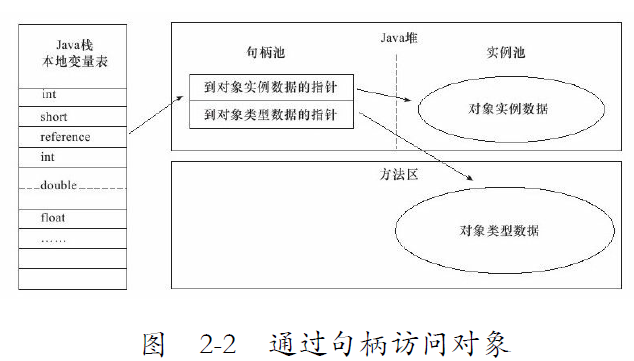 Java栈
本地变量表
int
short
reference
int
double
float
……
句柄池
Java堆
实例池
到对象实例数据的指针
到对象类型数据的指针
对象实例数据
方法区
对象类型数据
图 2-2 通过句柄访问对象